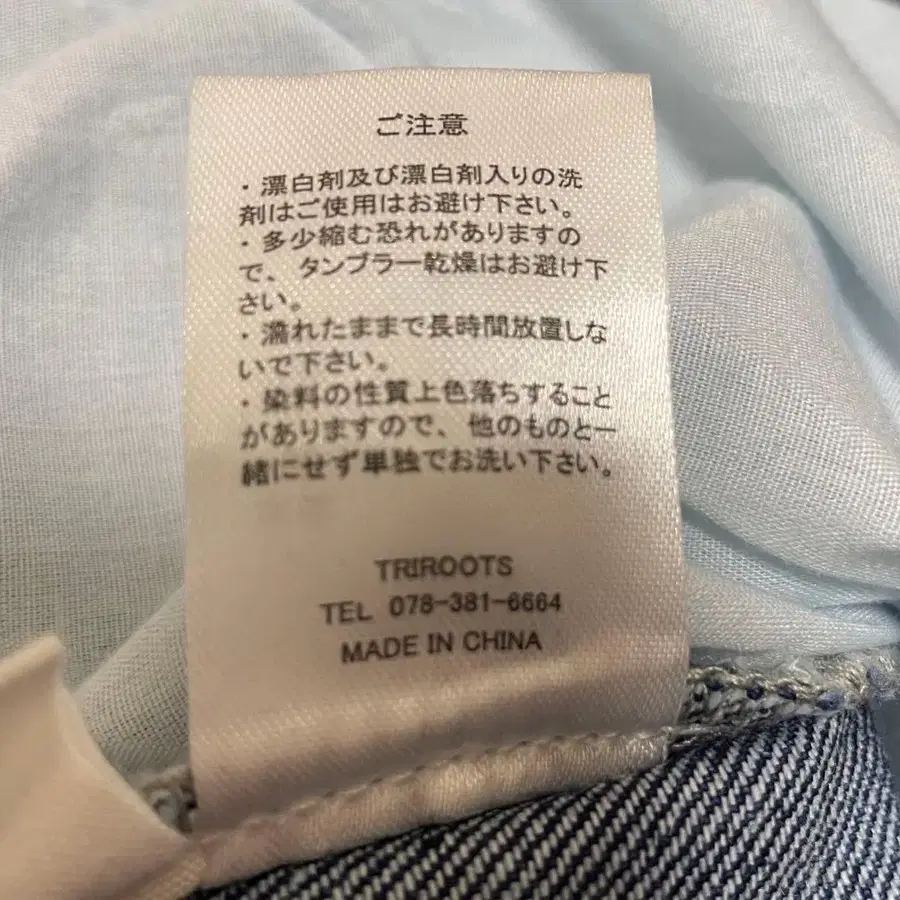 ご注意
・漂白剤及び漂白剤入りの洗
剤はご使用はお避け下さい。
・多少縮む恐れがありますの
で、タンブラー乾燥はお避け下
さい。
・濡れたままで長時間放置しな
いで下さい。
・染料の性質上色落ちすること
がありますので、他のものと一
緒にせず単独でお洗い下さい。
TRIROOTS
TEL 078-381-6664
MADE IN CHINA